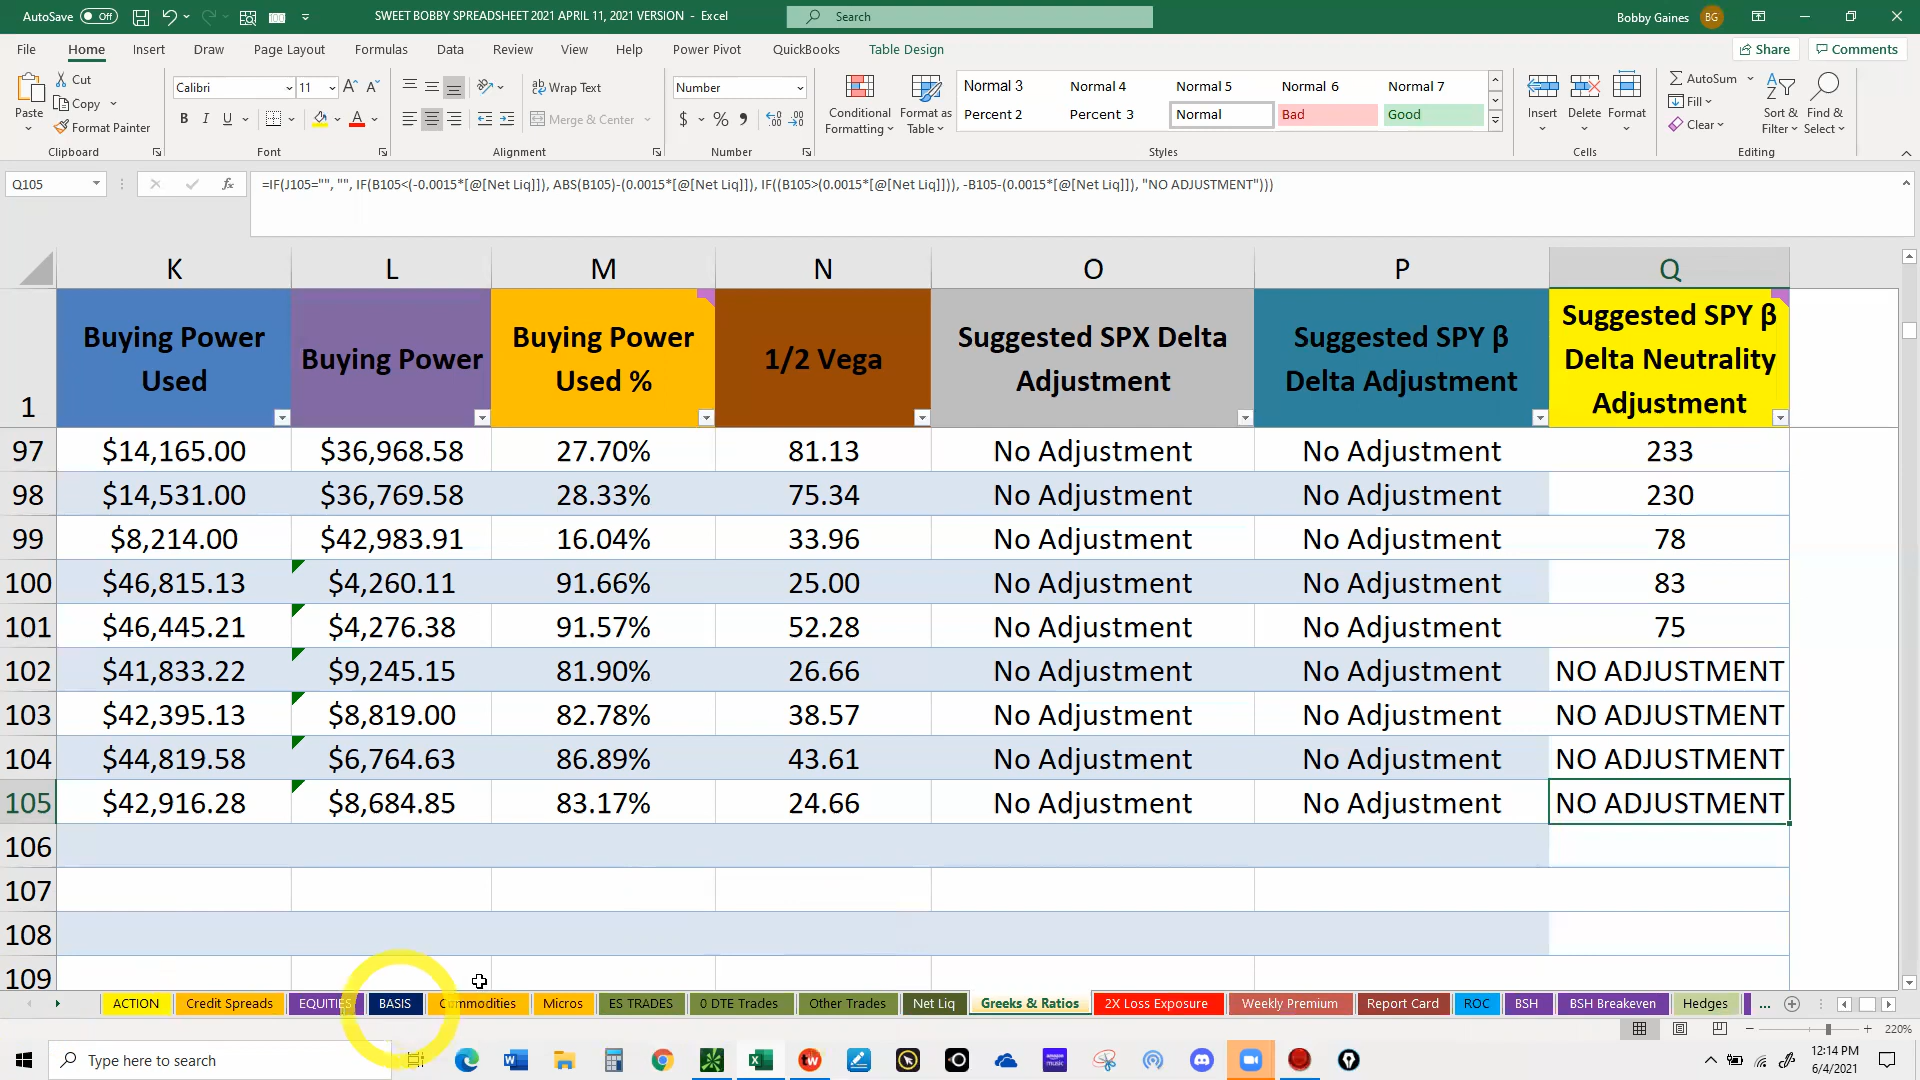 AutoSave Off SWEET BOBBY SPREADSHEET 2021 APRIL 11, 2021 VERSION - Excel Search Bobby Gaines BG
File Home Insert Draw Page Layout Formulas Data Review View Help Power Pivot QuickBooks Table Design Share Comments
Paste Cut Copy Format Painter
Calibri 11 B I U
Wrap Text Merge & Center
Number $ % 9
Conditional Formatting Format as Table
Normal 3 Normal 4 Normal 5 Normal 6 Normal 7
Percent 2 Percent 3 Normal Bad Good
Insert Delete Format
AutoSum Fill Clear Sort & Filter Find & Select
Clipboard Font Alignment Number Styles Cells Editing
Q105 fx =IF(J105="", "", IF(B105<(-0.0015*[@[Net Liq]]), ABS(B105)-(0.0015*[@[Net Liq]]), IF((B105>(0.0015*[@[Net Liq]])), -B105-(0.0015*[@[Net Liq]]), "NO ADJUSTMENT")))
K L M N O P Q
1 Buying Power Used Buying Power Buying Power Used % 1/2 Vega Suggested SPX Delta Adjustment Suggested SPY β Delta Adjustment Suggested SPY β Delta Neutrality Adjustment
97 $14,165.00 $36,968.58 27.70% 81.13 No Adjustment No Adjustment 233
98 $14,531.00 $36,769.58 28.33% 75.34 No Adjustment No Adjustment 230
99 $8,214.00 $42,983.91 16.04% 33.96 No Adjustment No Adjustment 78
100 $46,815.13 $4,260.11 91.66% 25.00 No Adjustment No Adjustment 83
101 $46,445.21 $4,276.38 91.57% 52.28 No Adjustment No Adjustment 75
102 $41,833.22 $9,245.15 81.90% 26.66 No Adjustment No Adjustment NO ADJUSTMENT
103 $42,395.13 $8,819.00 82.78% 38.57 No Adjustment No Adjustment NO ADJUSTMENT
104 $44,819.58 $6,764.63 86.89% 43.61 No Adjustment No Adjustment NO ADJUSTMENT
105 $42,916.28 $8,684.85 83.17% 24.66 No Adjustment No Adjustment NO ADJUSTMENT
106
107
108
109
ACTION Credit Spreads EQUITIES BASIS Commodities Micros ES TRADES 0 DTE Trades Other Trades Net Liq Greeks & Ratios 2X Loss Exposure Weekly Premium Report Card BSH BSH Breakeven Hedges ...
220%
Type here to search
12:14 PM
6/4/2021